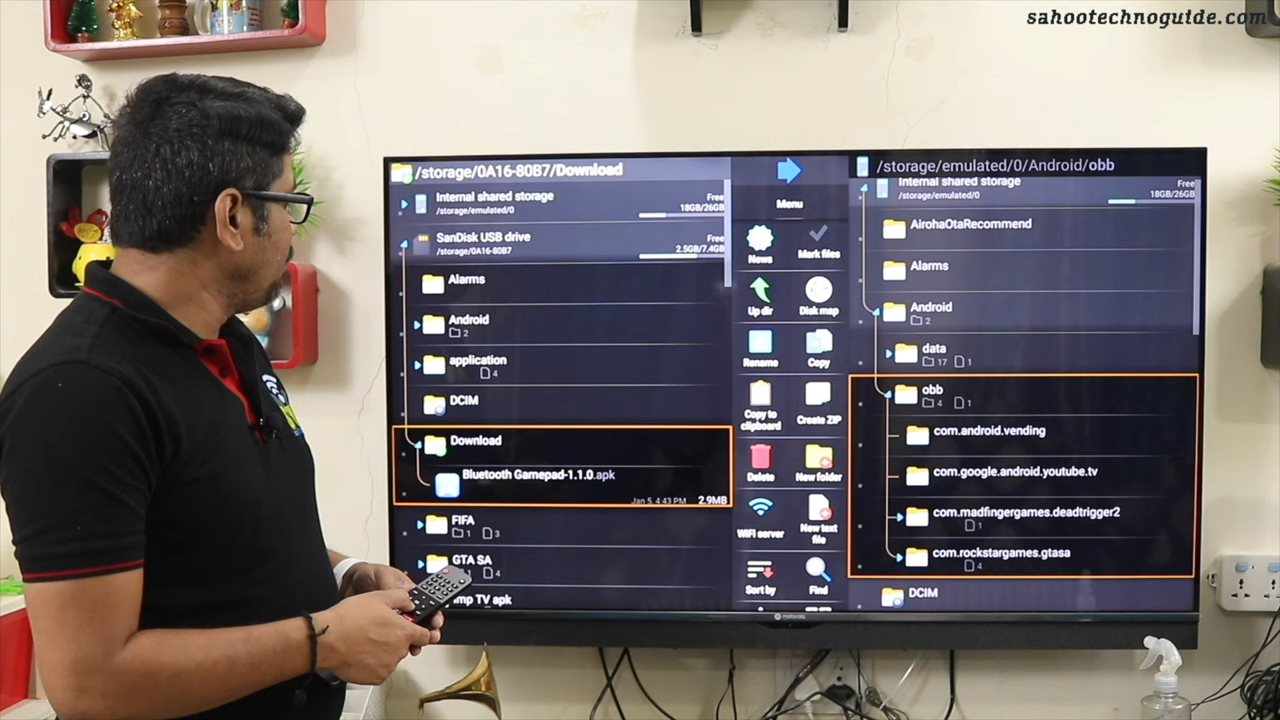 sahootechnoguide.com
/storage/0A16-80B7/Download
Internal shared storage
/storage/emulated/0
Free
18GB/26GB
SanDisk USB drive
/storage/0A16-80B7
Free
2.5GB/7.4GB
Alarms
Android
2
application
4
DCIM
Download
Bluetooth Gamepad-1.1.0.apk
Jan 5, 4:43 PM 2.9MB
FIFA
1 3
GTA SA
4
mp TV apk
Menu
News
Mark files
Up dir
Disk map
Rename
Copy
Copy to
clipboard
Create ZIP
Delete
New folder
WiFi server
New text
file
Sort by
Find
/storage/emulated/0/Android/obb
Internal shared storage
/storage/emulated/0
Free
18GB/26GB
AirohaOtaRecommend
Alarms
Android
2
data
17 1
obb
4 1
com.android.vending
com.google.android.youtube.tv
com.madfingergames.deadtrigger2
1
com.rockstargames.gtasa
4
DCIM
motorola